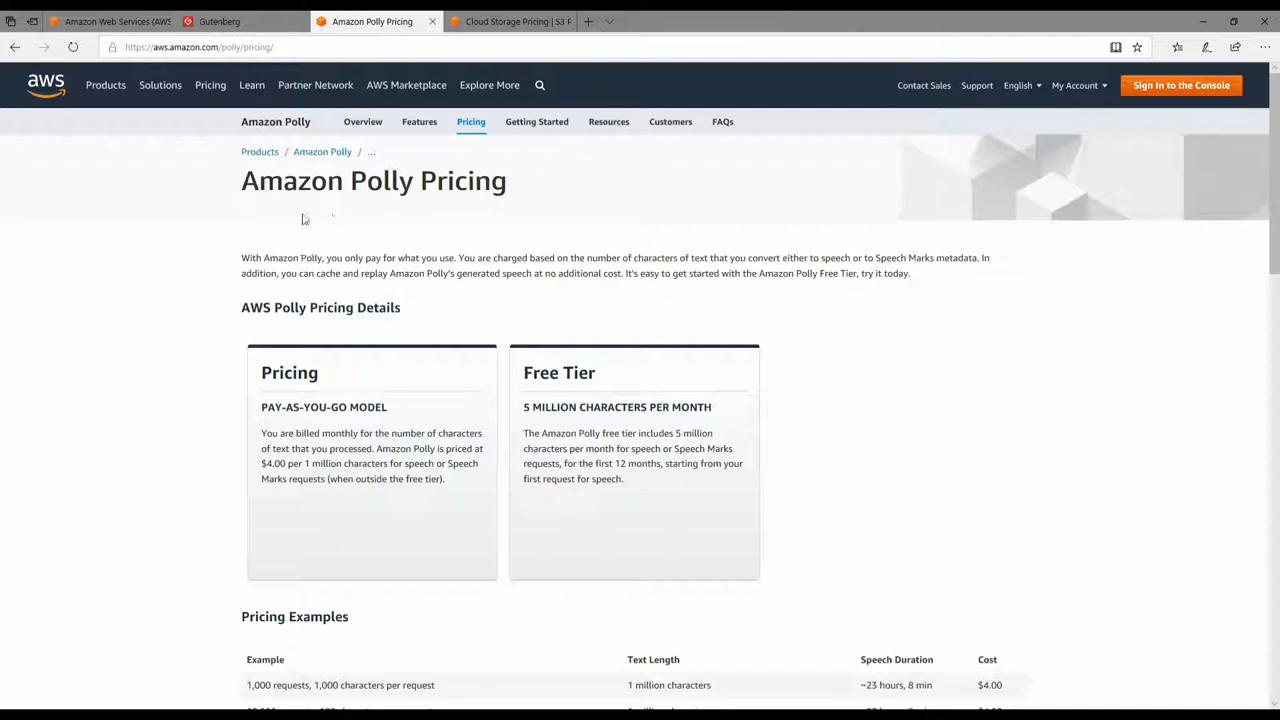 Amazon Web Services (AWS
Gutenberg
Amazon Polly Pricing
Cloud Storage Pricing | S3 P
https://aws.amazon.com/polly/pricing/
aws
Products
Solutions
Pricing
Learn
Partner Network
AWS Marketplace
Explore More
Contact Sales
Support
English
My Account
Sign In to the Console
Amazon Polly
Overview
Features
Pricing
Getting Started
Resources
Customers
FAQs
Products / Amazon Polly / ...
Amazon Polly Pricing
With Amazon Polly, you only pay for what you use. You are charged based on the number of characters of text that you convert either to speech or to Speech Marks metadata. In
addition, you can cache and replay Amazon Polly's generated speech at no additional cost. It's easy to get started with the Amazon Polly Free Tier, try it today.
AWS Polly Pricing Details
Pricing
PAY-AS-YOU-GO MODEL
You are billed monthly for the number of characters
of text that you processed. Amazon Polly is priced at
$4.00 per 1 million characters for speech or Speech
Marks requests (when outside the free tier).
Free Tier
5 MILLION CHARACTERS PER MONTH
The Amazon Polly free tier includes 5 million
characters per month for speech or Speech Marks
requests, for the first 12 months, starting from your
first request for speech.
Pricing Examples
Example Text Length Speech Duration Cost
1,000 requests, 1,000 characters per request 1 million characters ~23 hours, 8 min $4.00